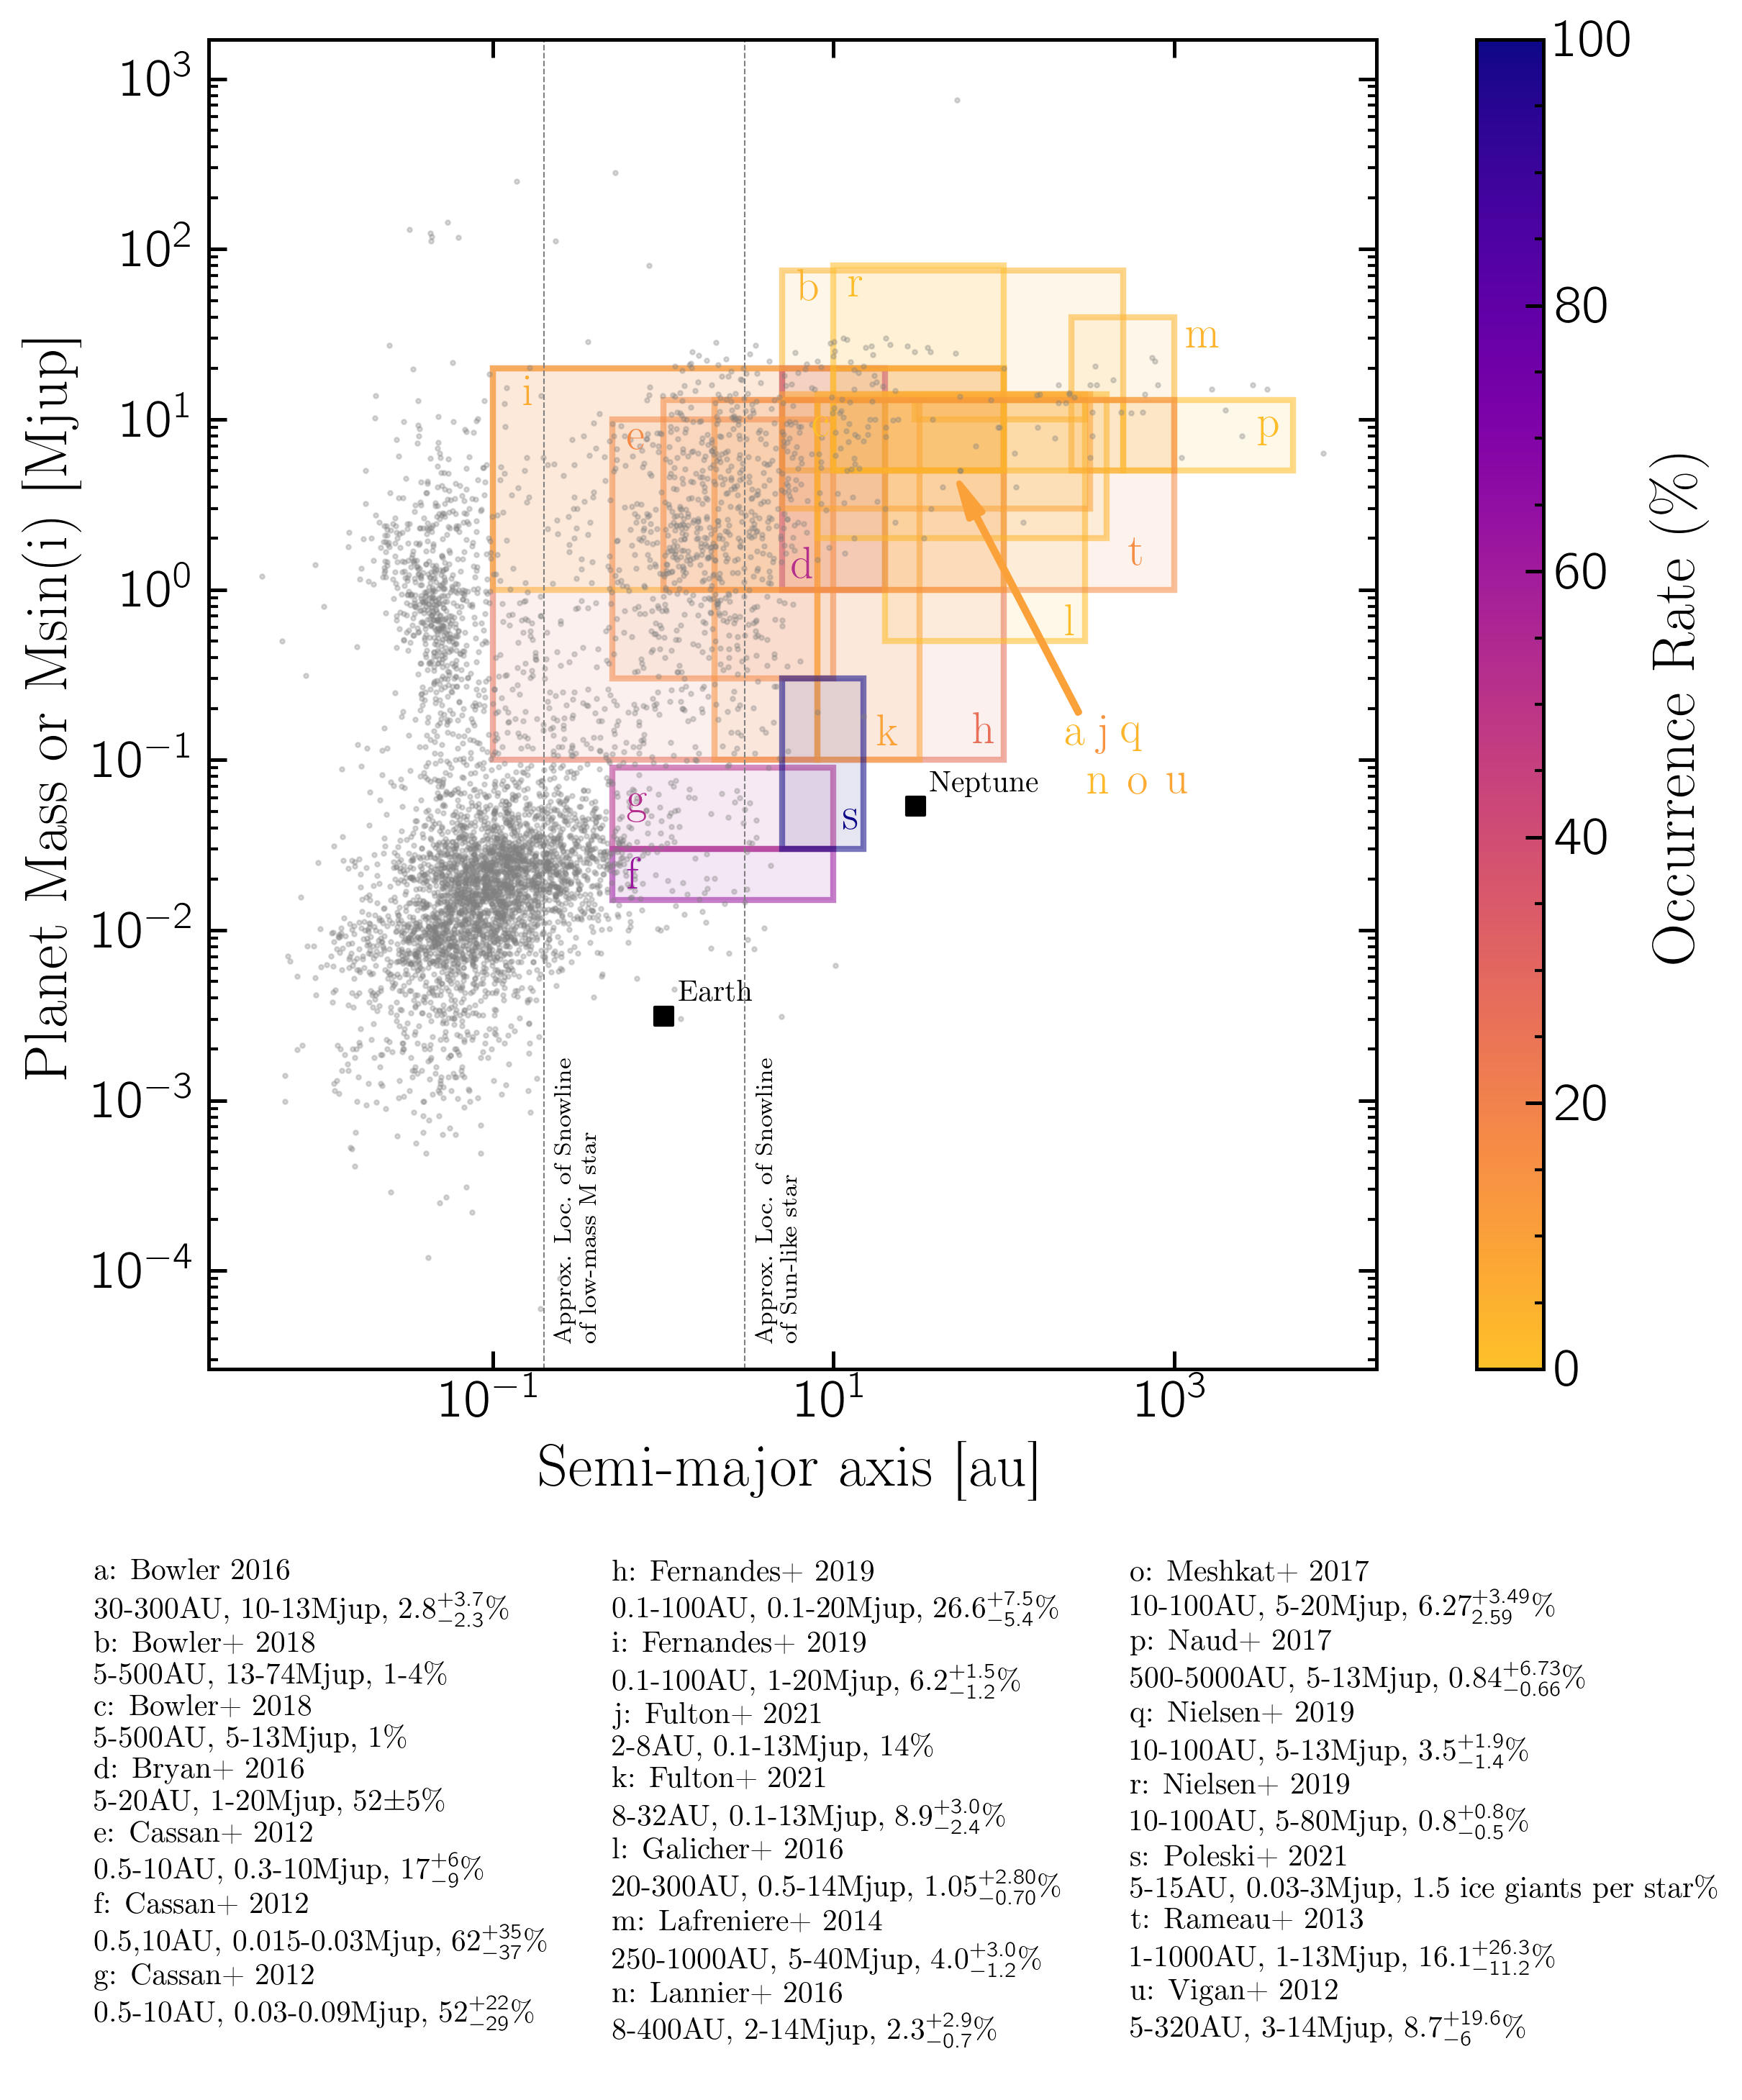 10^3
10^2
10^1
10^0
10^−1
10^−2
10^−3
10^−4
Planet Mass or Msin(i) [Mjup]
b r
m
i
e
p
d
t
l
k
h
a j q
n o u
g
s
f
Neptune
Earth
Approx. Loc. of Snowline
of low-mass M star
Approx. Loc. of Snowline
of Sun-like star
10^−1 10^1 10^3
Semi-major axis [au]
100
80
60
40
20
0
Occurrence Rate (%)
a: Bowler 2016
30-300AU, 10-13Mjup, 2.8^{+3.7}_{−2.3}%
b: Bowler+ 2018
5-500AU, 13-74Mjup, 1-4%
c: Bowler+ 2018
5-500AU, 5-13Mjup, 1%
d: Bryan+ 2016
5-20AU, 1-20Mjup, 52±5%
e: Cassan+ 2012
0.5-10AU, 0.3-10Mjup, 17^{+6}_{−9}%
f: Cassan+ 2012
0.5,10AU, 0.015-0.03Mjup, 62^{+35}_{−37}%
g: Cassan+ 2012
0.5-10AU, 0.03-0.09Mjup, 52^{+22}_{−29}%
h: Fernandes+ 2019
0.1-100AU, 0.1-20Mjup, 26.6^{+7.5}_{−5.4}%
i: Fernandes+ 2019
0.1-100AU, 1-20Mjup, 6.2^{+1.5}_{−1.2}%
j: Fulton+ 2021
2-8AU, 0.1-13Mjup, 14%
k: Fulton+ 2021
8-32AU, 0.1-13Mjup, 8.9^{+3.0}_{−2.4}%
l: Galicher+ 2016
20-300AU, 0.5-14Mjup, 1.05^{+2.80}_{−0.70}%
m: Lafreniere+ 2014
250-1000AU, 5-40Mjup, 4.0^{+3.0}_{−1.2}%
n: Lannier+ 2016
8-400AU, 2-14Mjup, 2.3^{+2.9}_{−0.7}%
o: Meshkat+ 2017
10-100AU, 5-20Mjup, 6.27^{+3.49}_{2.59}%
p: Naud+ 2017
500-5000AU, 5-13Mjup, 0.84^{+6.73}_{−0.66}%
q: Nielsen+ 2019
10-100AU, 5-13Mjup, 3.5^{+1.9}_{−1.4}%
r: Nielsen+ 2019
10-100AU, 5-80Mjup, 0.8^{+0.8}_{−0.5}%
s: Poleski+ 2021
5-15AU, 0.03-3Mjup, 1.5 ice giants per star%
t: Rameau+ 2013
1-1000AU, 1-13Mjup, 16.1^{+26.3}_{−11.2}%
u: Vigan+ 2012
5-320AU, 3-14Mjup, 8.7^{+19.6}_{−6}%